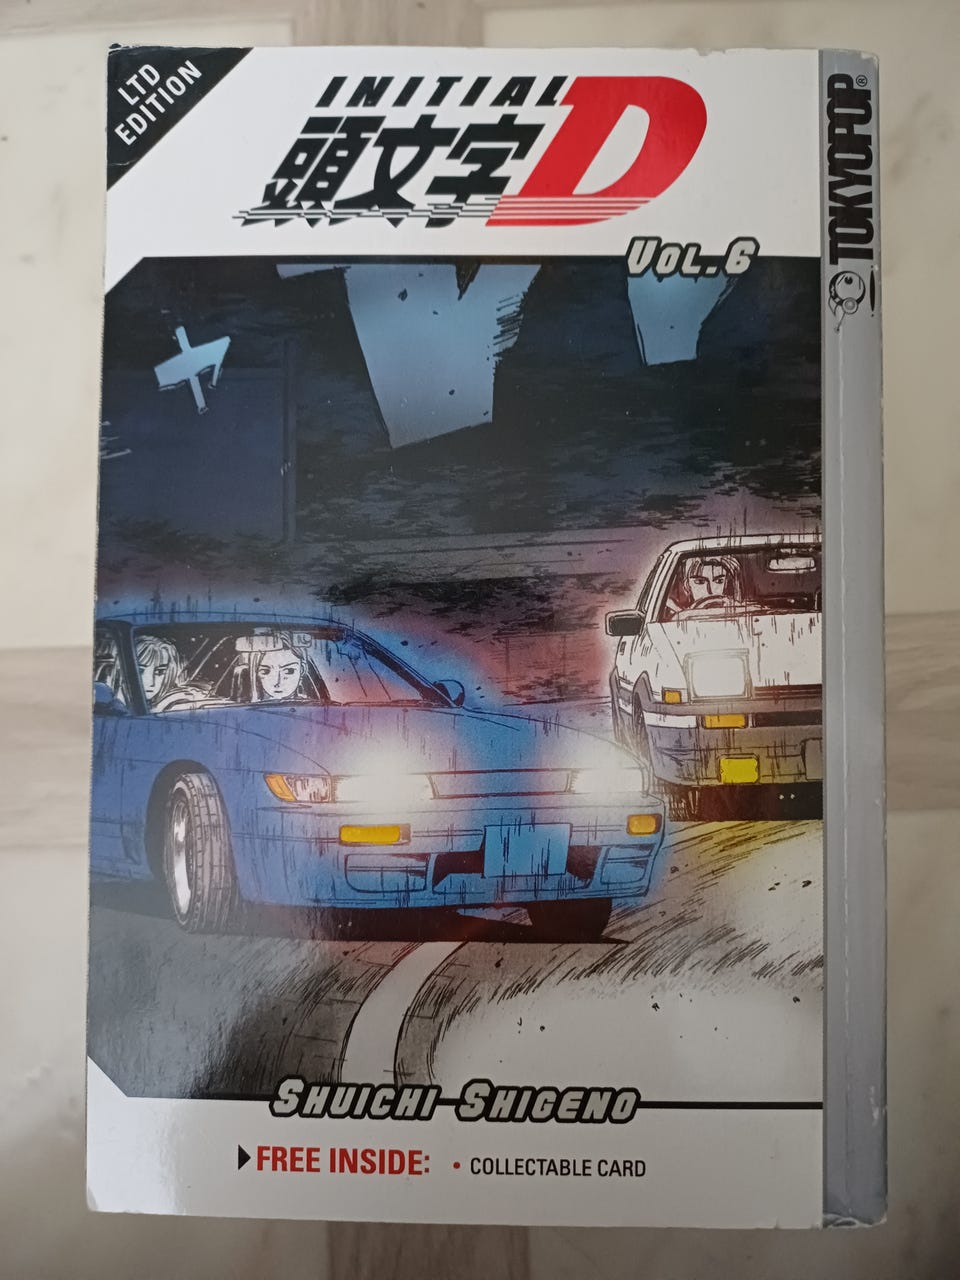 LTD
EDITION
INITIAL
頭文字D
VOL.6
TOKYOPOP®
SHUICHI SHIGENO
FREE INSIDE: • COLLECTABLE CARD